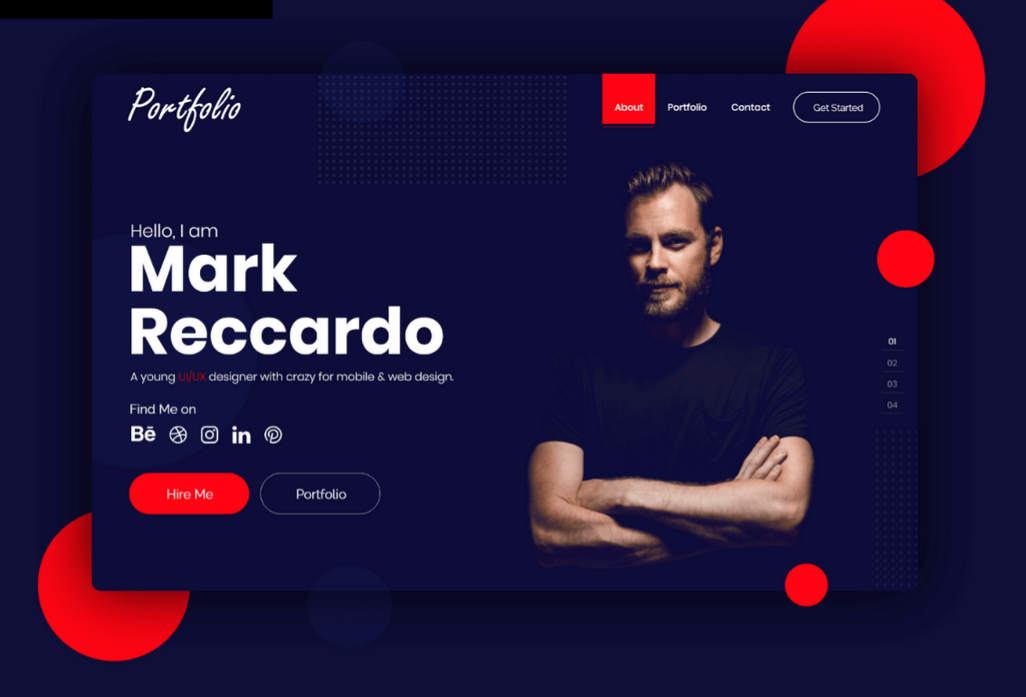 Portfolio
About
Portfolio
Contact
Get Started
Hello, I am
Mark
Reccardo
A young UI/UX designer with crazy for mobile & web design.
Find Me on
Bē
in
Hire Me
Portfolio
01
02
03
04